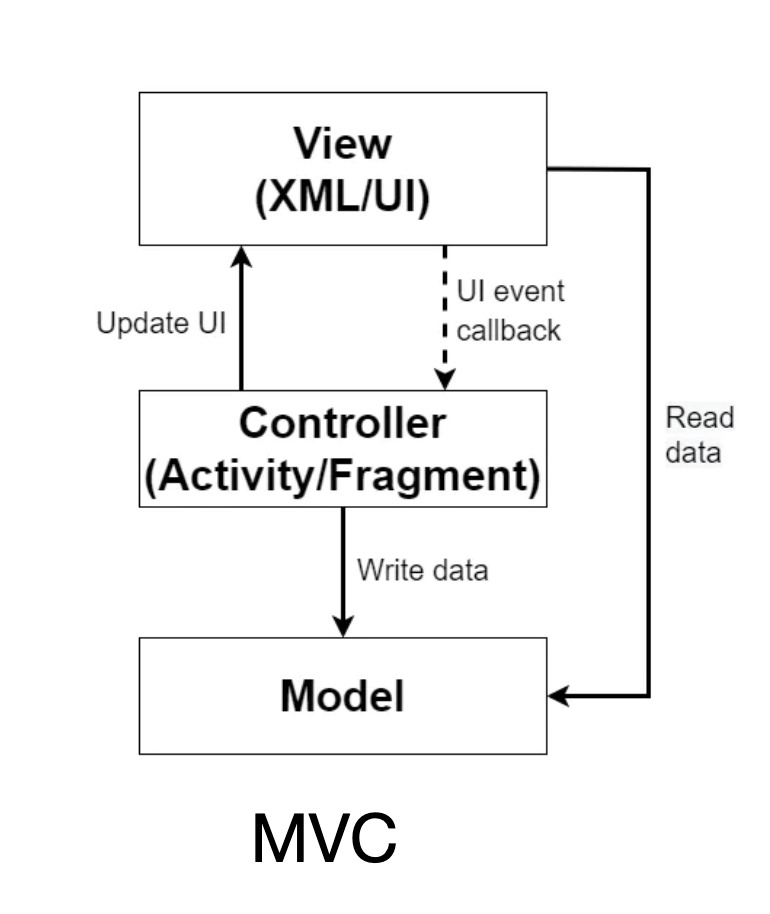 View
(XML/UI)
Update UI
UI event
callback
Controller
(Activity/Fragment)
Read
data
Write data
Model
MVC